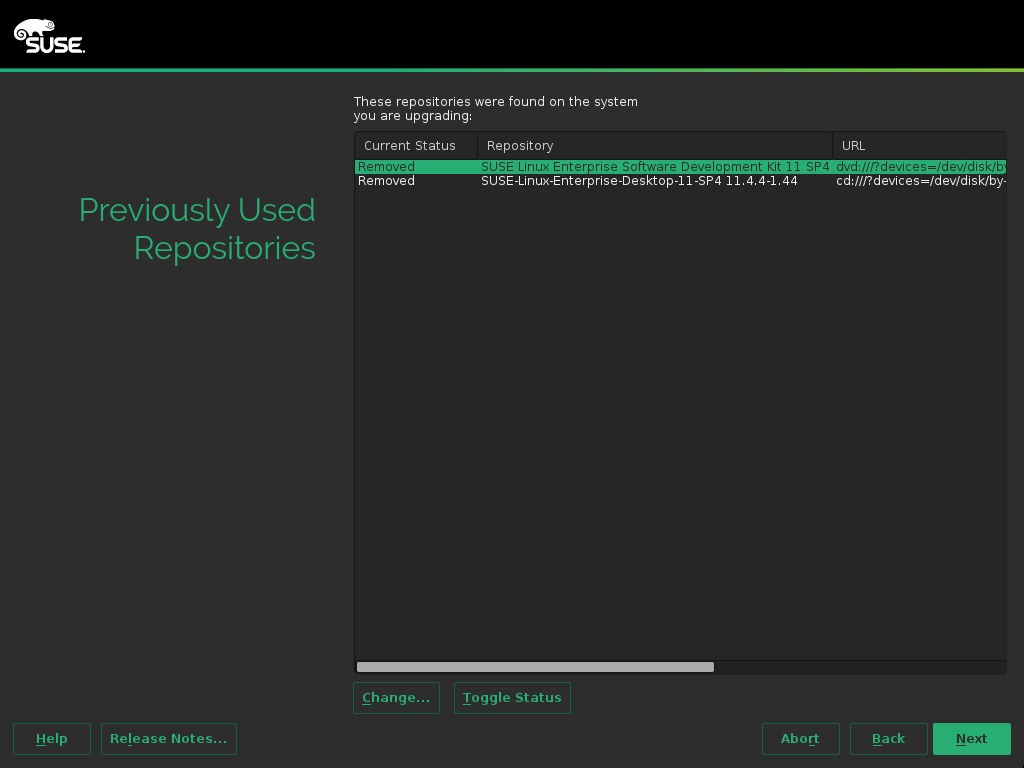 SUSE.
These repositories were found on the system
you are upgrading:
Previously Used
Repositories
Current Status Repository URL
Removed SUSE Linux Enterprise Software Development Kit 11 SP4 dvd:///?devices=/dev/disk/by
Removed SUSE-Linux-Enterprise-Desktop-11-SP4 11.4.4-1.44 cd:///?devices=/dev/disk/by-
Change... Toggle Status
Help Release Notes... Abort Back Next